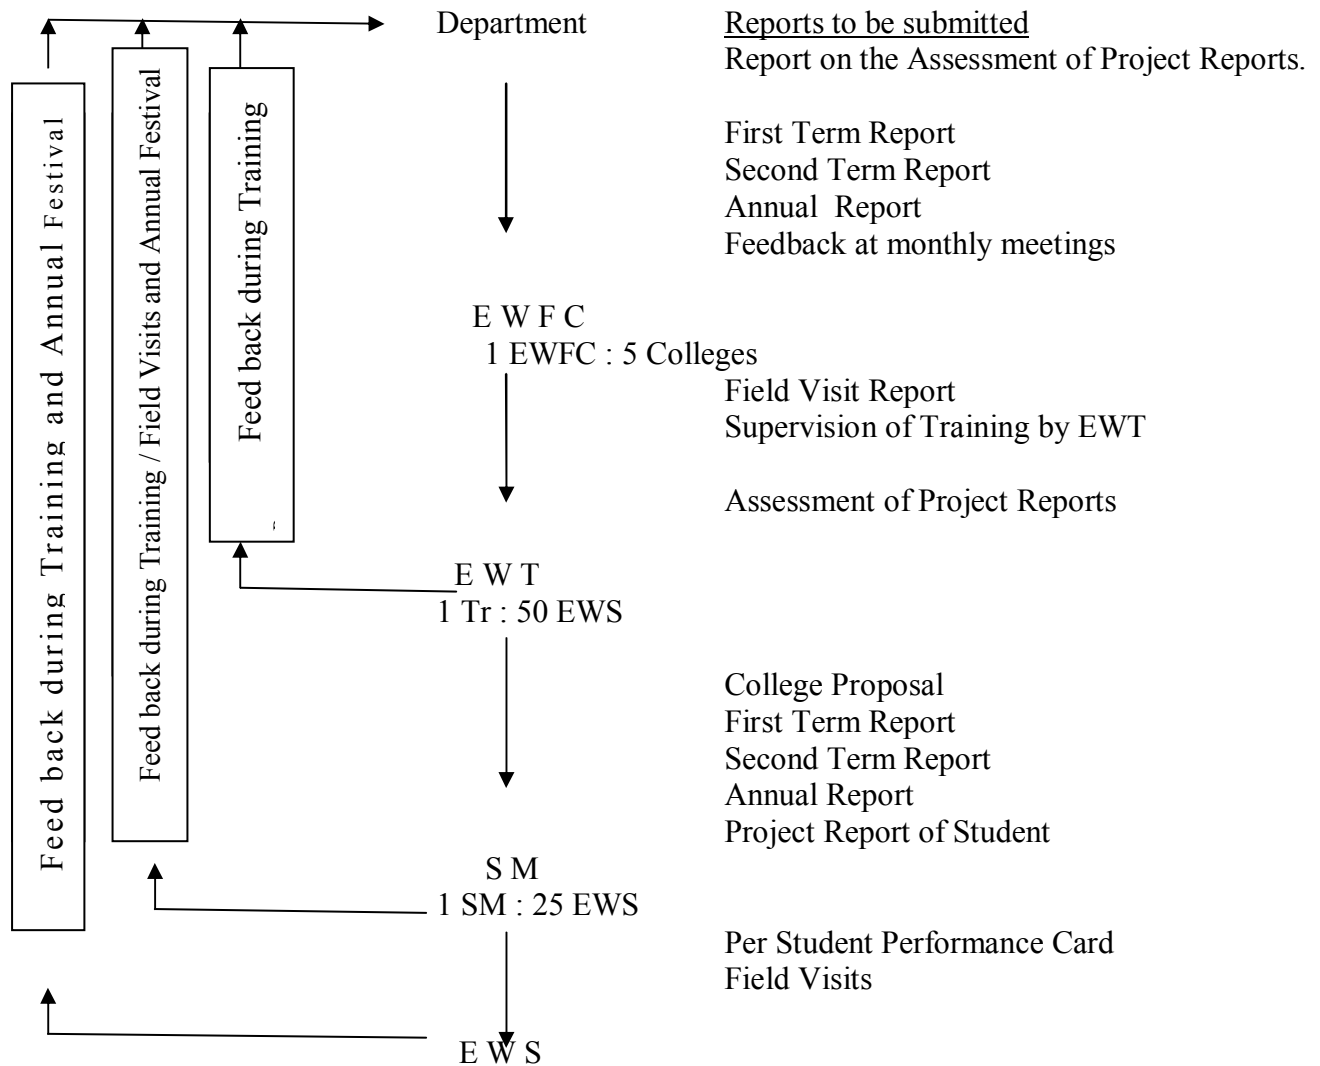 Department
Reports to be submitted
Report on the Assessment of Project Reports.
First Term Report
Second Term Report
Annual Report
Feedback at monthly meetings
E W F C
1 EWFC : 5 Colleges
Field Visit Report
Supervision of Training by EWT
Assessment of Project Reports
E W T
1 Tr : 50 EWS
College Proposal
First Term Report
Second Term Report
Annual Report
Project Report of Student
S M
1 SM : 25 EWS
Per Student Performance Card
Field Visits
E W S
Feed back during Training and Annual Festival
Feed back during Training / Field Visits and Annual Festival
Feed back during Training